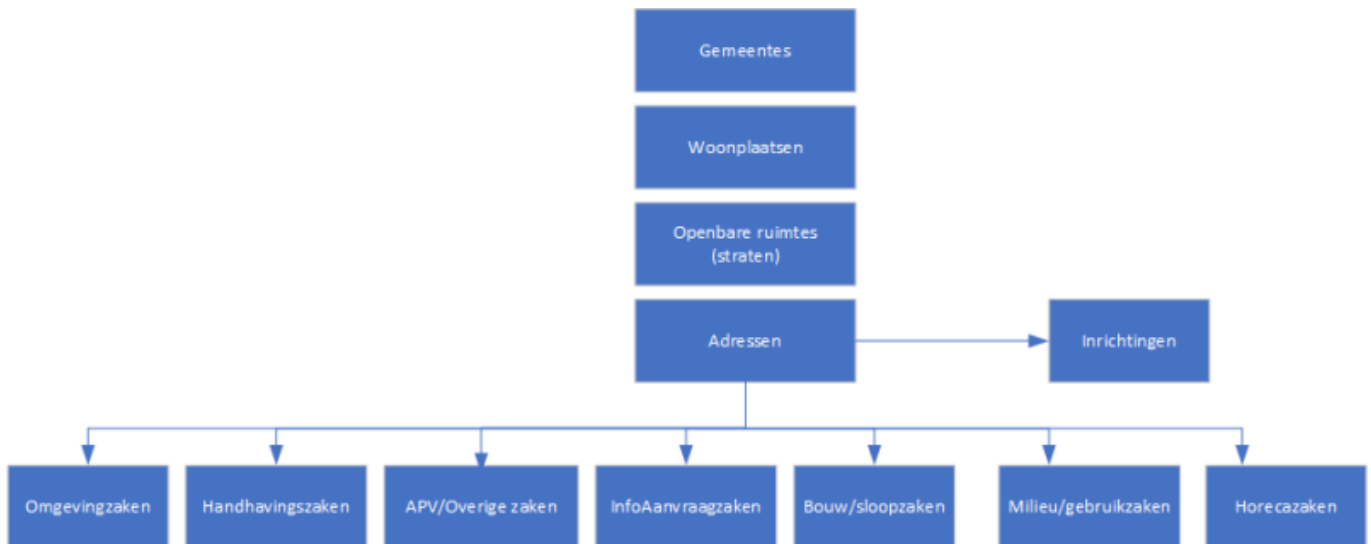 Gemeentes
Woonplaatsen
Openbare ruimtes
(straten)
Adressen
Inrichtingen
Omgevingzaken
Handhavingszaken
APV/Overige zaken
InfoAanvraagzaken
Bouw/sloopzaken
Milieu/gebruikzaken
Horecazaken